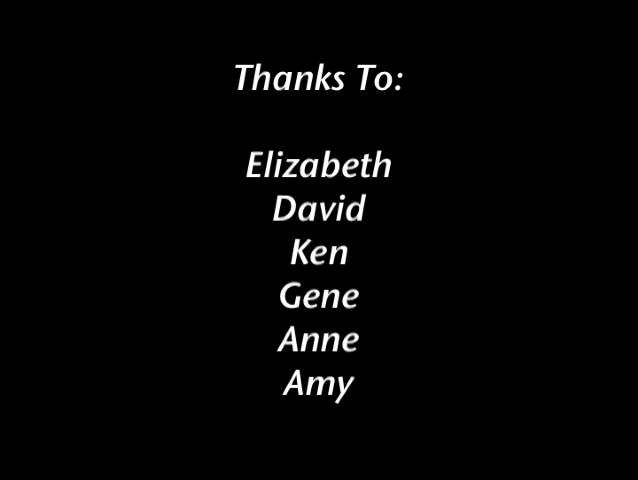 Thanks To:
Elizabeth
David
Ken
Gene
Anne
Amy